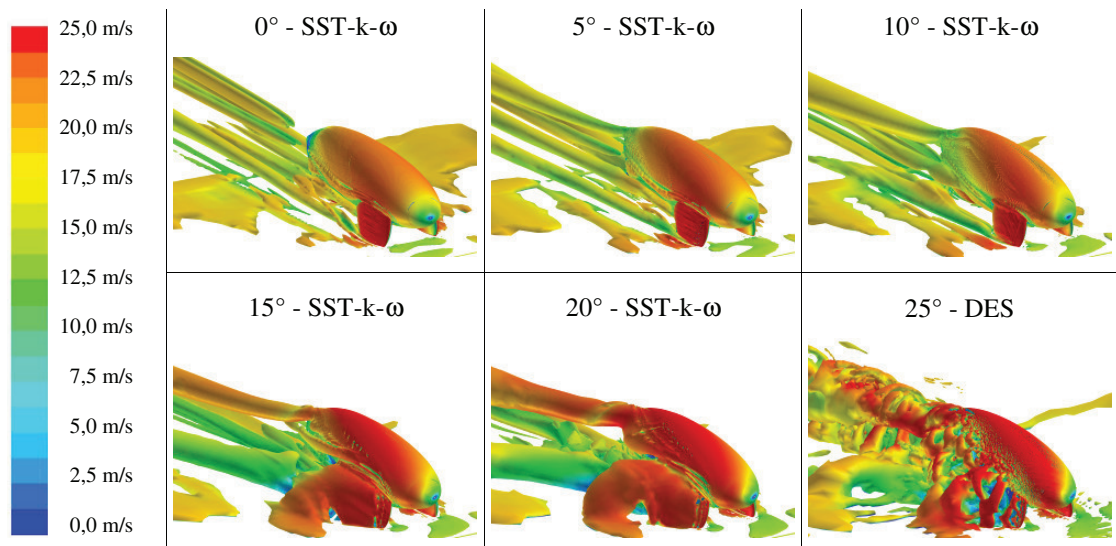 25,0 m/s
22,5 m/s
20,0 m/s
17,5 m/s
15,0 m/s
12,5 m/s
10,0 m/s
7,5 m/s
5,0 m/s
2,5 m/s
0,0 m/s
0° - SST-k-ω
5° - SST-k-ω
10° - SST-k-ω
15° - SST-k-ω
20° - SST-k-ω
25° - DES